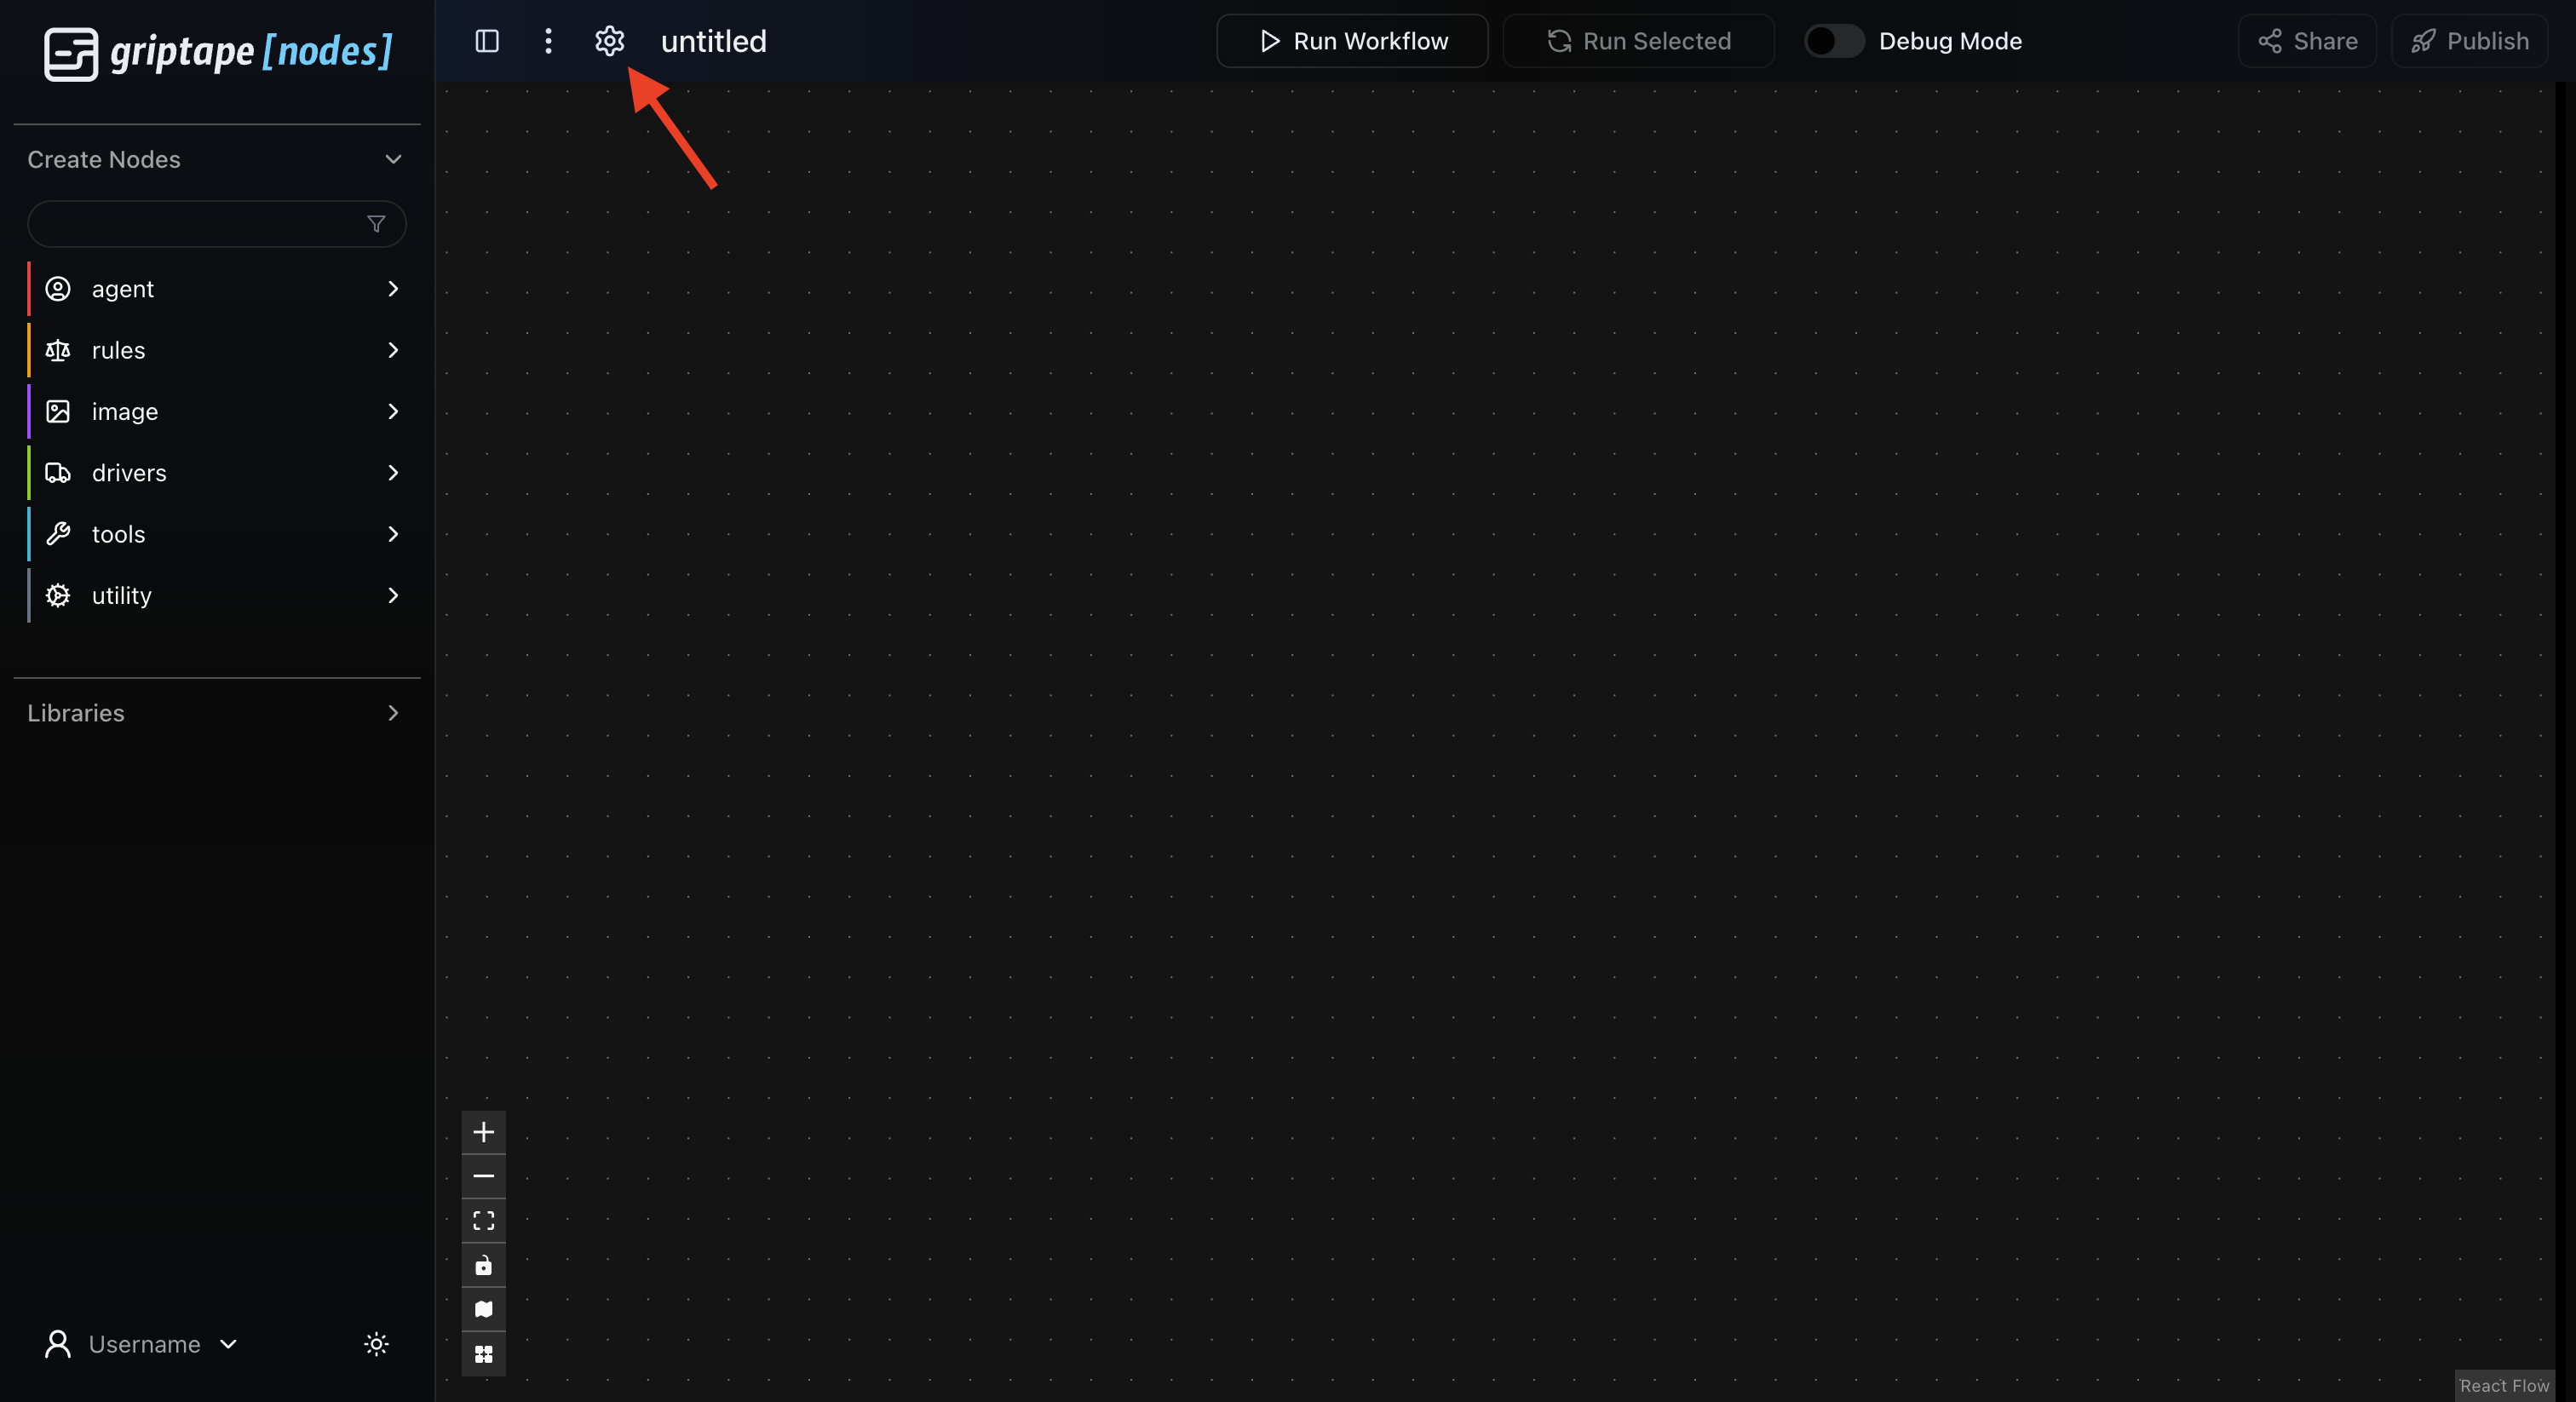 griptape [nodes]
untitled
Run Workflow
Run Selected
Debug Mode
Share
Publish
Create Nodes
agent
rules
image
drivers
tools
utility
Libraries
Username
React Flow